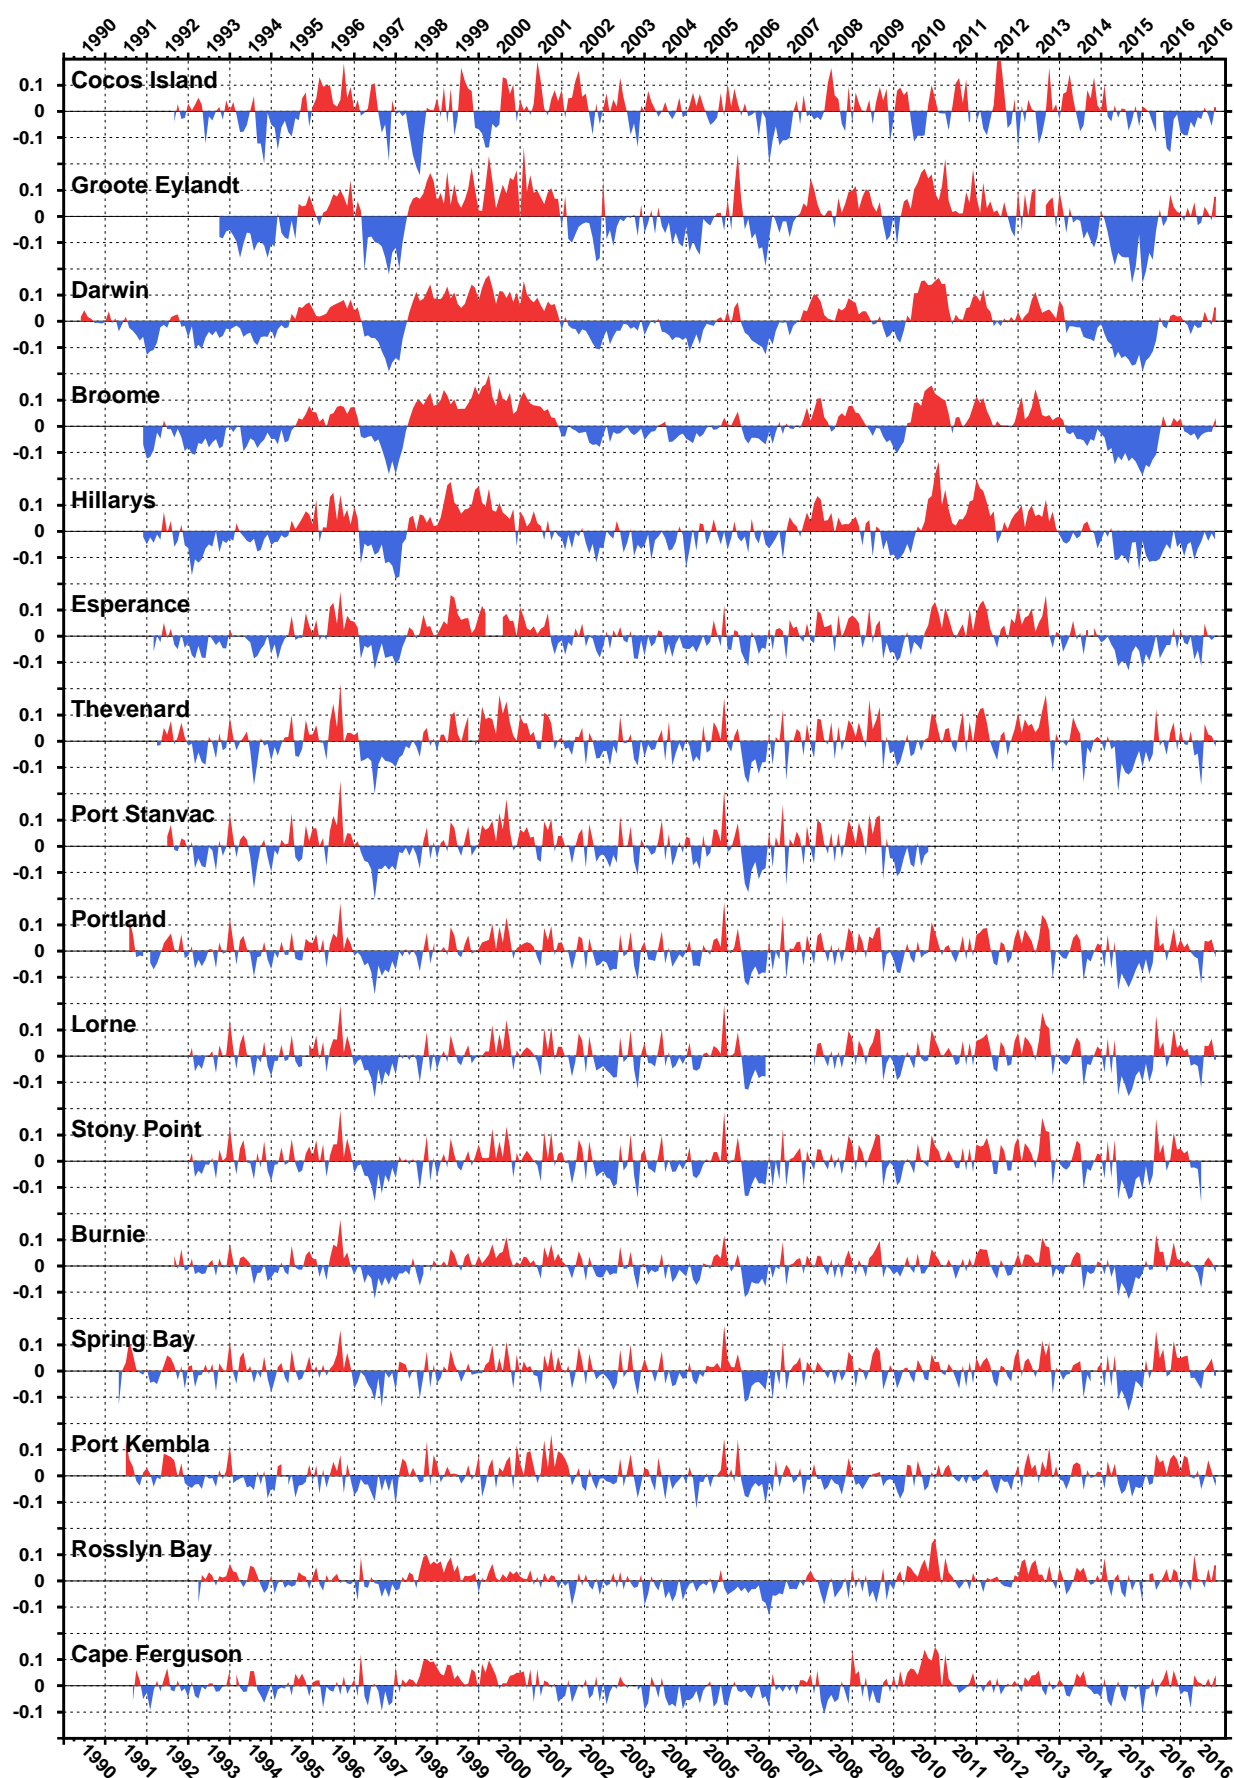 1990 1991 1992 1993 1994 1995 1996 1997 1998 1999 2000 2001 2002 2003 2004 2005 2006 2007 2008 2009 2010 2011 2012 2013 2014 2015 2016 2016
Cocos Island
0.1
0
-0.1
Groote Eylandt
0.1
0
-0.1
Darwin
0.1
0
-0.1
Broome
0.1
0
-0.1
Hillarys
0.1
0
-0.1
Esperance
0.1
0
-0.1
Thevenard
0.1
0
-0.1
Port Stanvac
0.1
0
-0.1
Portland
0.1
0
-0.1
Lorne
0.1
0
-0.1
Stony Point
0.1
0
-0.1
Burnie
0.1
0
-0.1
Spring Bay
0.1
0
-0.1
Port Kembla
0.1
0
-0.1
Rosslyn Bay
0.1
0
-0.1
Cape Ferguson
0.1
0
-0.1
1990 1991 1992 1993 1994 1995 1996 1997 1998 1999 2000 2001 2002 2003 2004 2005 2006 2007 2008 2009 2010 2011 2012 2013 2014 2015 2016 2016